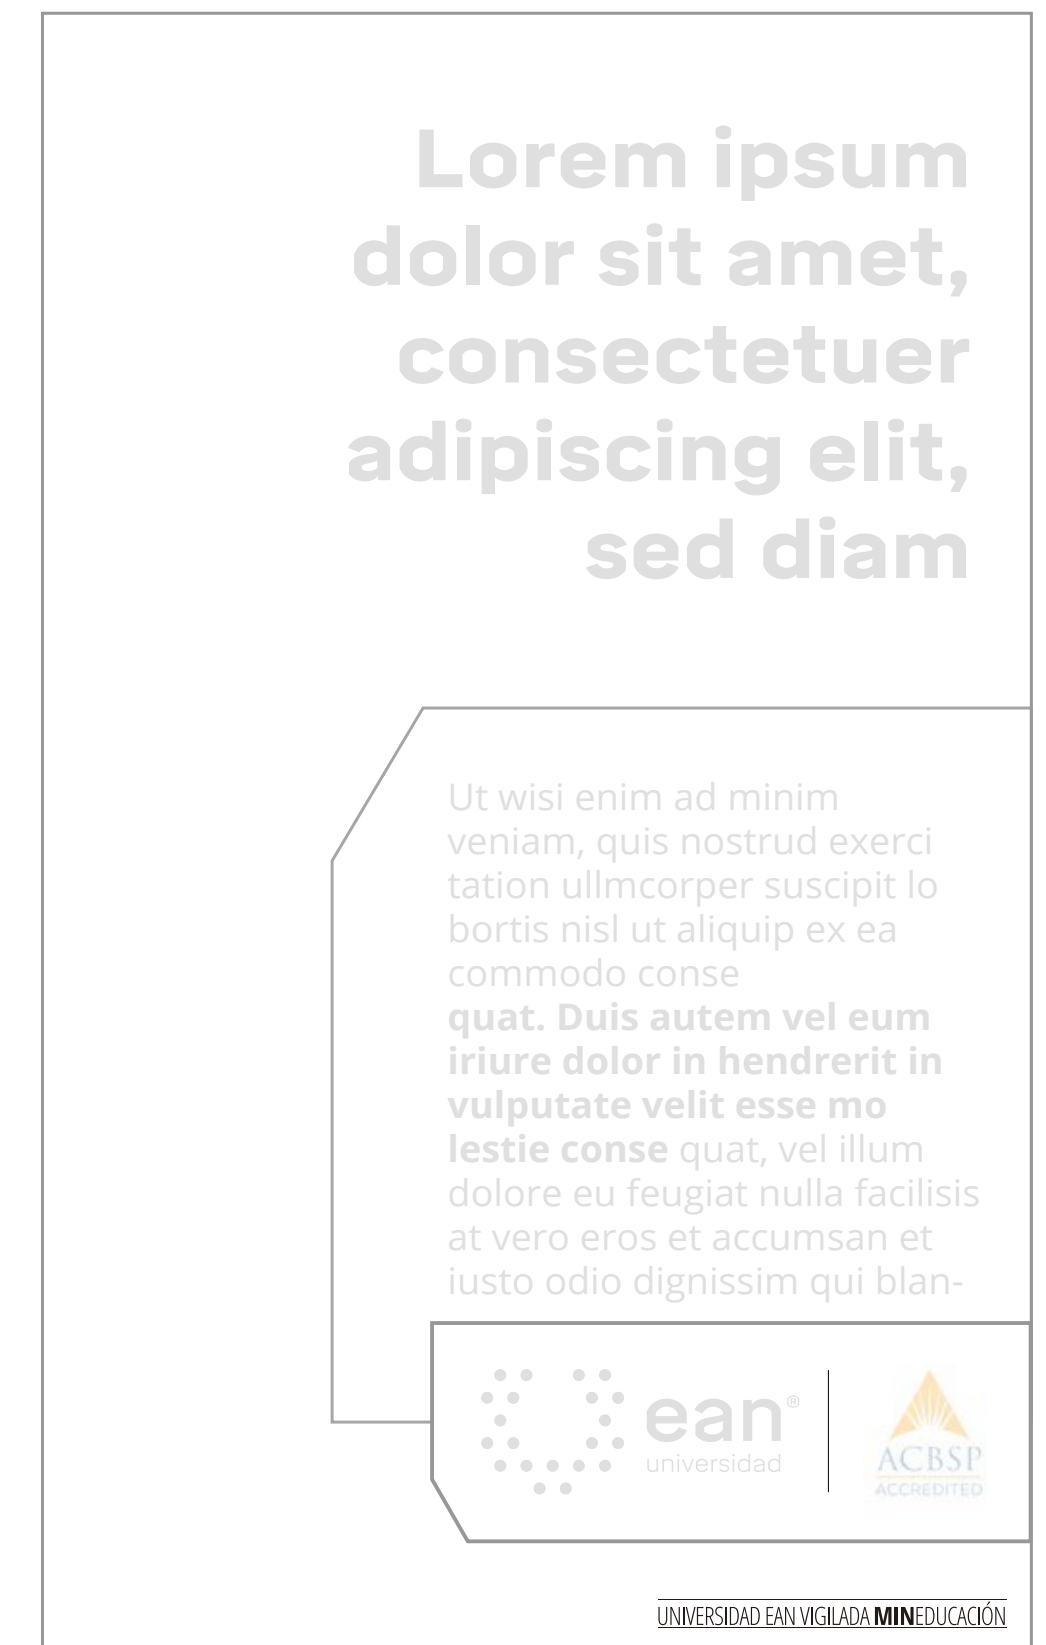 Lorem ipsum
dolor sit amet,
consectetuer
adipiscing elit,
sed diam
Ut wisi enim ad minim
veniam, quis nostrud exerci
tation ullmcorper suscipit lo
bortis nisl ut aliquip ex ea
commodo conse
quat. Duis autem vel eum
iriure dolor in hendrerit in
vulputate velit esse mo
lestie conse quat, vel illum
dolore eu feugiat nulla facilisis
at vero eros et accumsan et
iusto odio dignissim qui blan-
ean®
universidad
ACBSP
ACCREDITED
UNIVERSIDAD EAN VIGILADA MINEDUCACIÓN